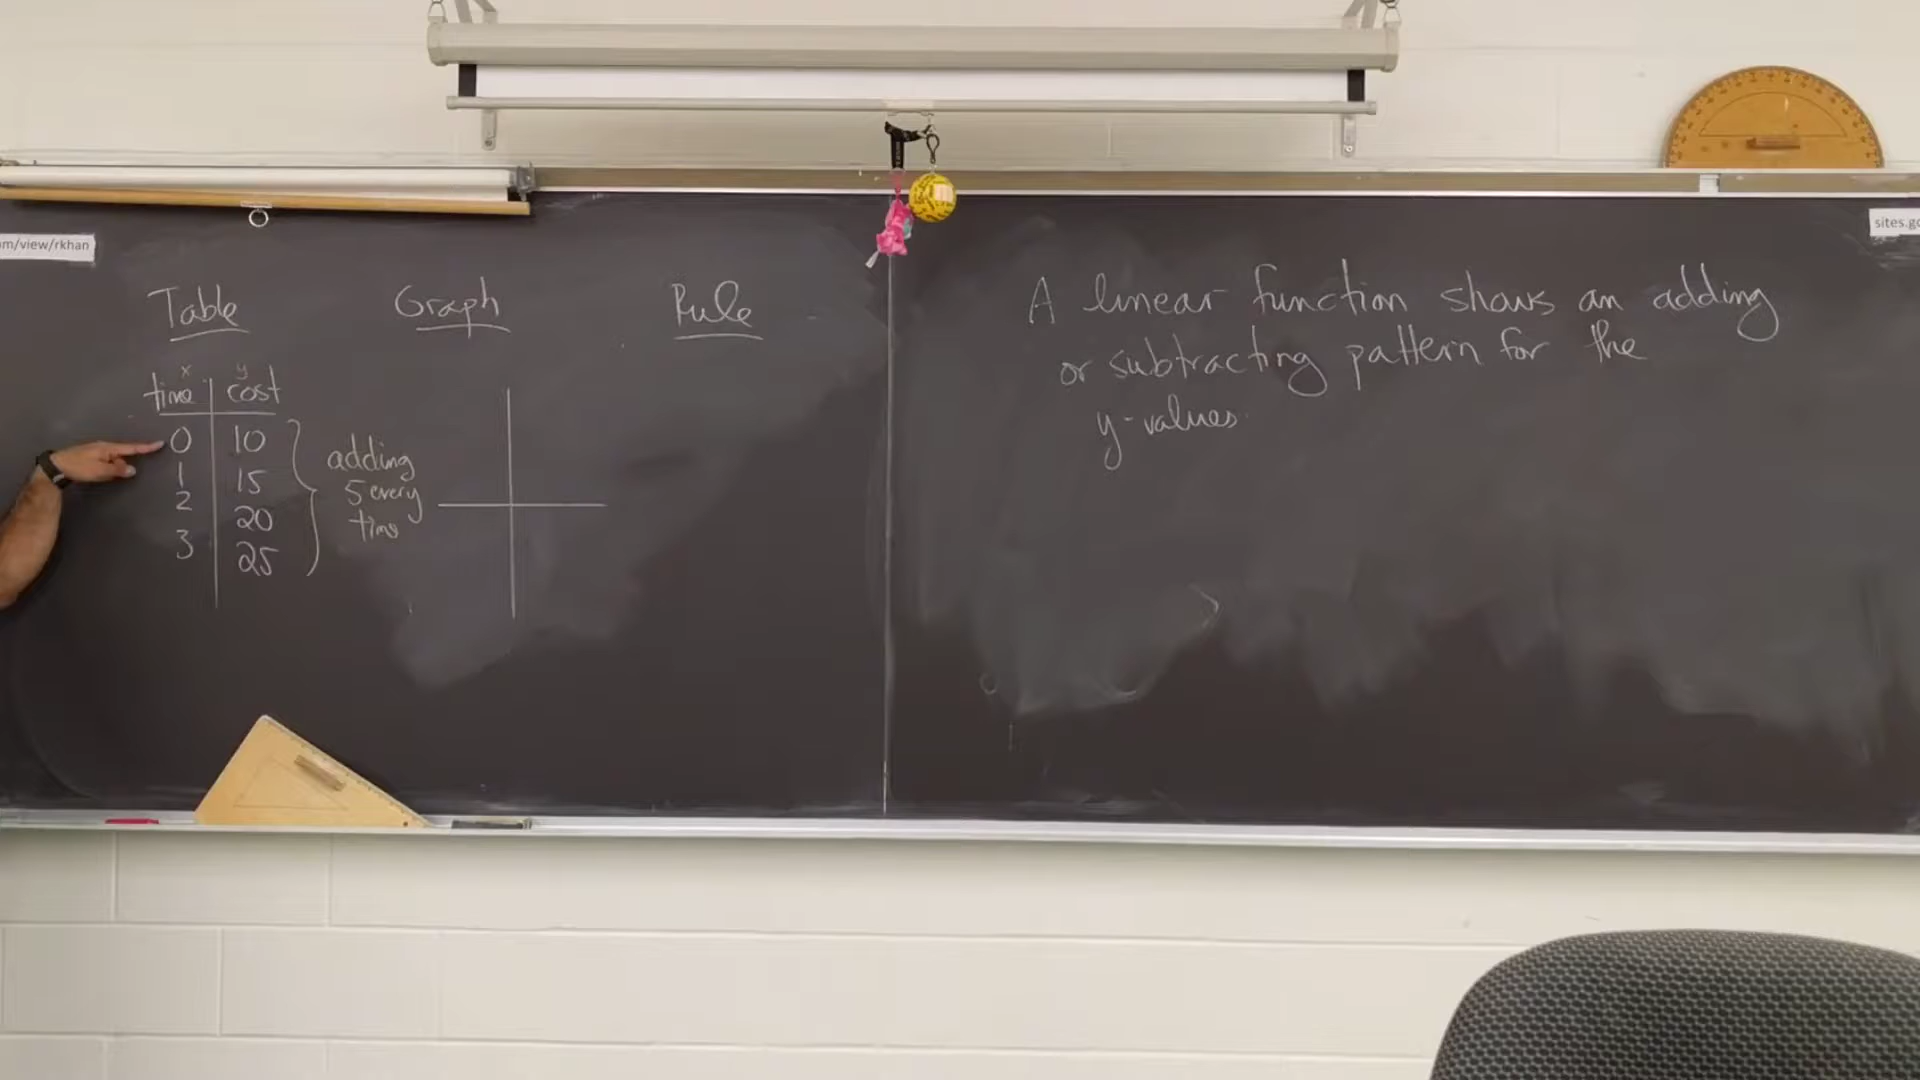 m/view/rkhan
sites.go
Table
Graph
Rule
x y
time cost
0 10
1 15
2 20
3 25
adding
5 every
time
A linear function shows an adding
or subtracting pattern for the
y-values.